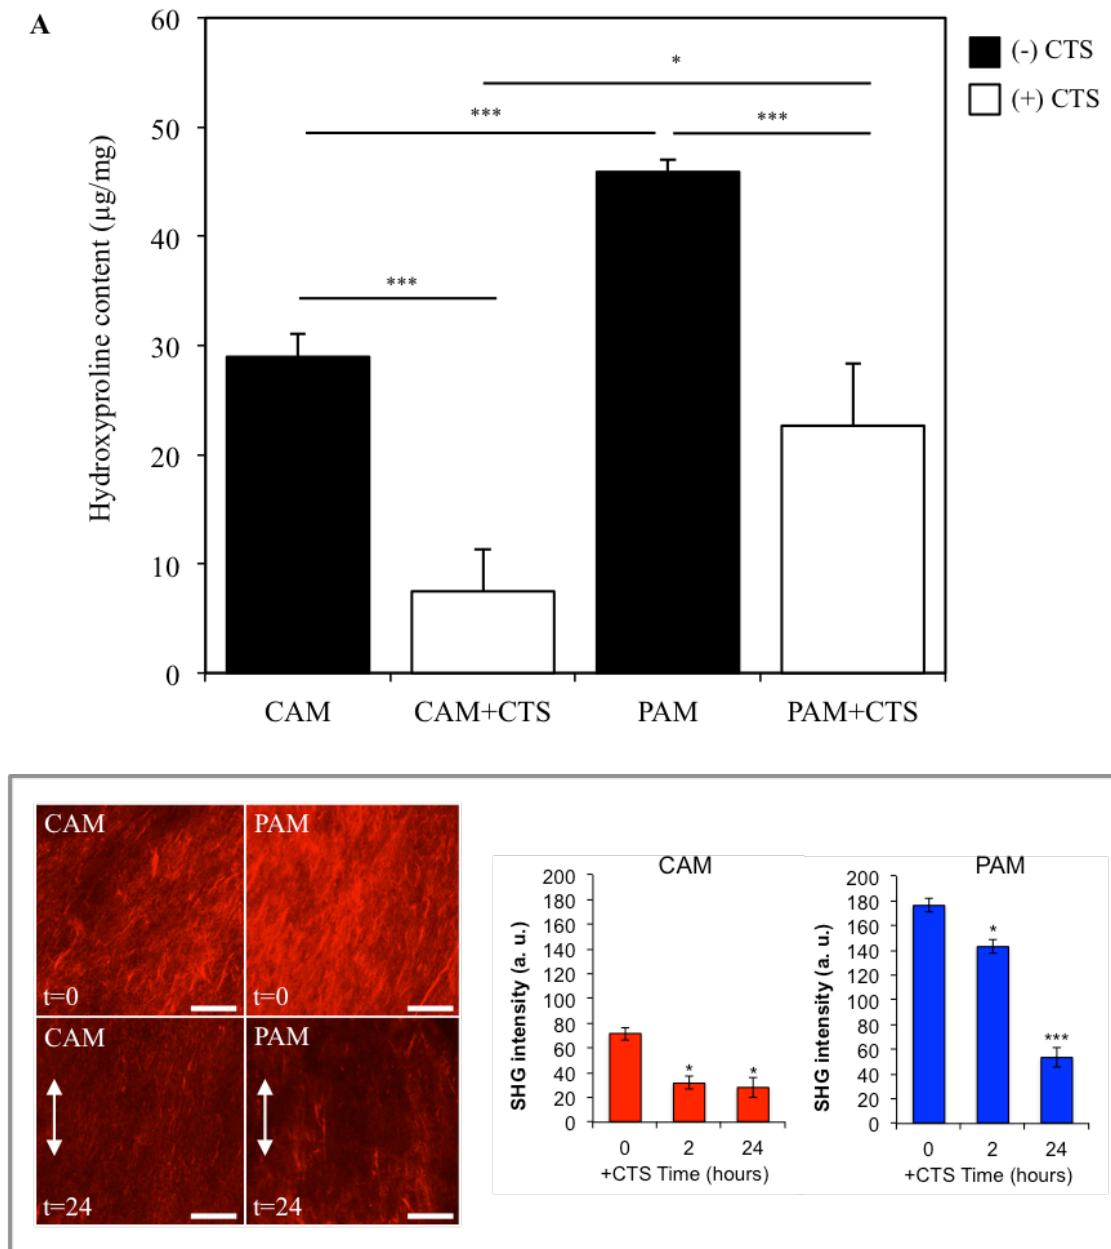 A
60
50
40
30
20
10
0
Hydroxyproline content (µg/mg)
(-) CTS
(+) CTS
*
***
***
***
CAM
CAM+CTS
PAM
PAM+CTS
CAM
t=0
PAM
t=0
CAM
t=24
PAM
t=24
CAM
200
180
160
140
120
100
80
60
40
20
0
SHG intensity (a. u.)
*
*
0 2 24
+CTS Time (hours)
PAM
200
180
160
140
120
100
80
60
40
20
0
SHG intensity (a. u.)
*
***
0 2 24
+CTS Time (hours)